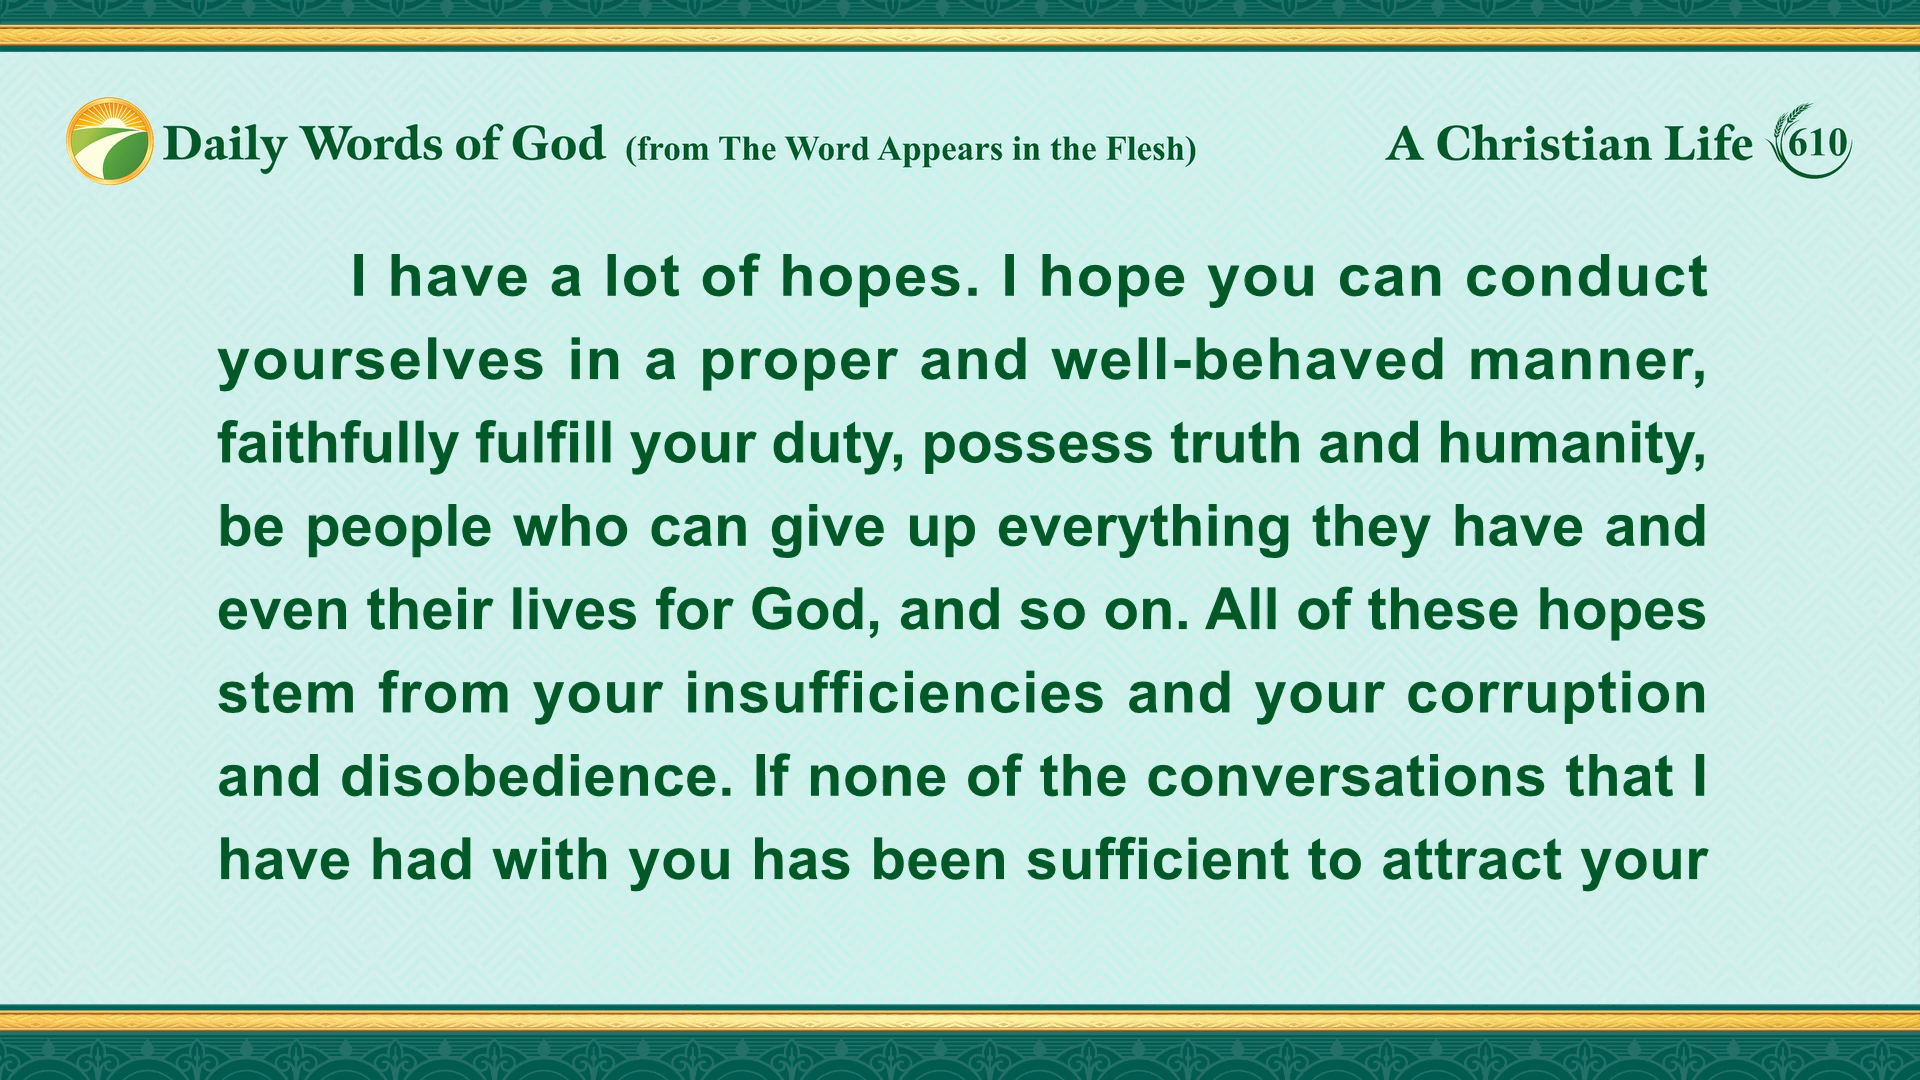 Daily Words of God (from The Word Appears in the Flesh)
A Christian Life 610
I have a lot of hopes. I hope you can conduct
yourselves in a proper and well-behaved manner,
faithfully fulfill your duty, possess truth and humanity,
be people who can give up everything they have and
even their lives for God, and so on. All of these hopes
stem from your insufficiencies and your corruption
and disobedience. If none of the conversations that I
have had with you has been sufficient to attract your